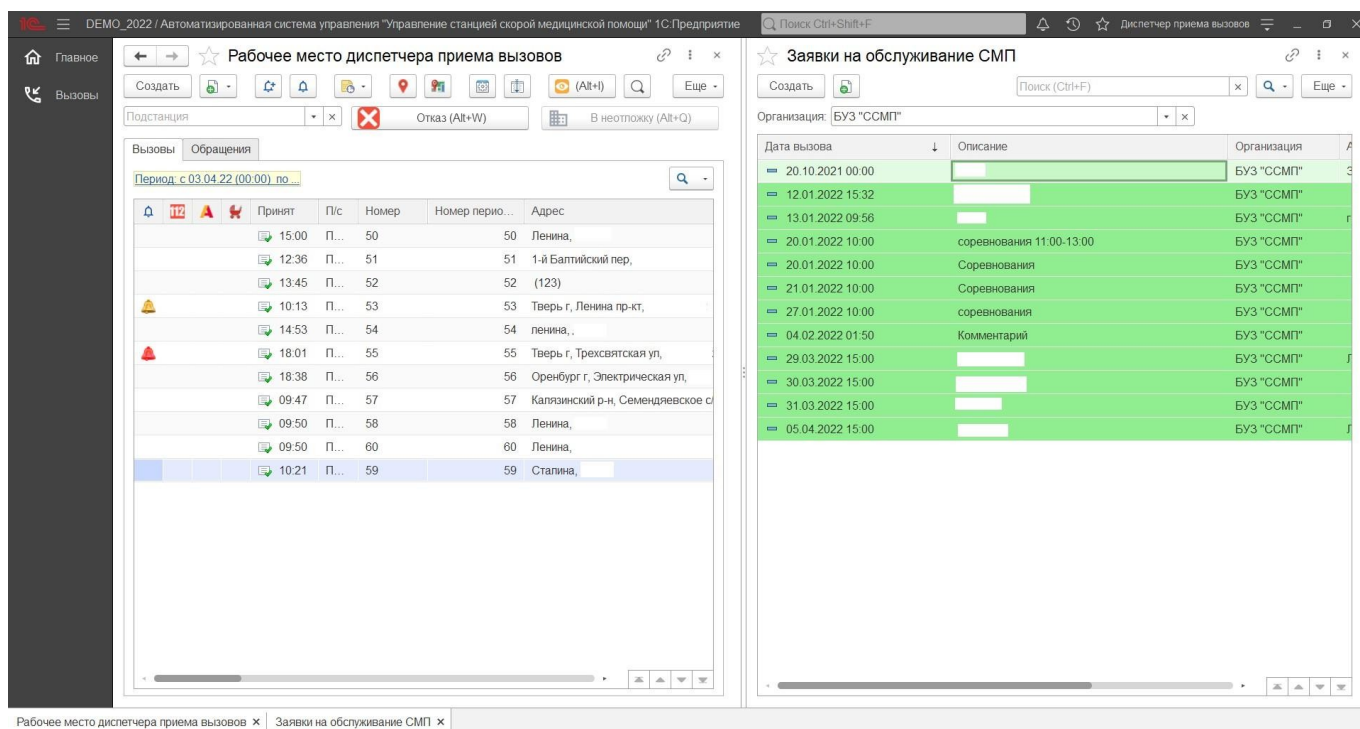 DEMO_2022 / Автоматизированная система управления "Управление станцией скорой медицинской помощи" 1С:Предприятие
Поиск Ctrl+Shift+F
Диспетчер приема вызовов
Главное
Вызовы
Рабочее место диспетчера приема вызовов
Создать
(Alt+I)
Еще
Подстанция
Отказ (Alt+W)
В неотложку (Alt+Q)
Вызовы Обращения
Период: с 03.04.22 (00:00) по ...
112 Принят П/с Номер Номер перио... Адрес
15:00 П... 50 50 Ленина,
12:36 П... 51 51 1-й Балтийский пер,
13:45 П... 52 52 (123)
10:13 П... 53 53 Тверь г, Ленина пр-кт,
14:53 П... 54 54 ленина, ,
18:01 П... 55 55 Тверь г, Трехсвятская ул,
18:38 П... 56 56 Оренбург г, Электрическая ул,
09:47 П... 57 57 Калязинский р-н, Семендяевское с/
09:50 П... 58 58 Ленина,
09:50 П... 60 60 Ленина,
10:21 П... 59 59 Сталина,
Заявки на обслуживание СМП
Создать
Поиск (Ctrl+F)
Еще
Организация: БУЗ "ССМП"
Дата вызова Описание Организация А
20.10.2021 00:00 БУЗ "ССМП" З
12.01.2022 15:32 БУЗ "ССМП"
13.01.2022 09:56 БУЗ "ССМП" г
20.01.2022 10:00 соревнования 11:00-13:00 БУЗ "ССМП"
20.01.2022 10:00 Соревнования БУЗ "ССМП"
21.01.2022 10:00 Соревнования БУЗ "ССМП"
27.01.2022 10:00 соревнования БУЗ "ССМП"
04.02.2022 01:50 Комментарий БУЗ "ССМП"
29.03.2022 15:00 БУЗ "ССМП" Л
30.03.2022 15:00 БУЗ "ССМП"
31.03.2022 15:00 БУЗ "ССМП"
05.04.2022 15:00 БУЗ "ССМП" Л
Рабочее место диспетчера приема вызовов Заявки на обслуживание СМП